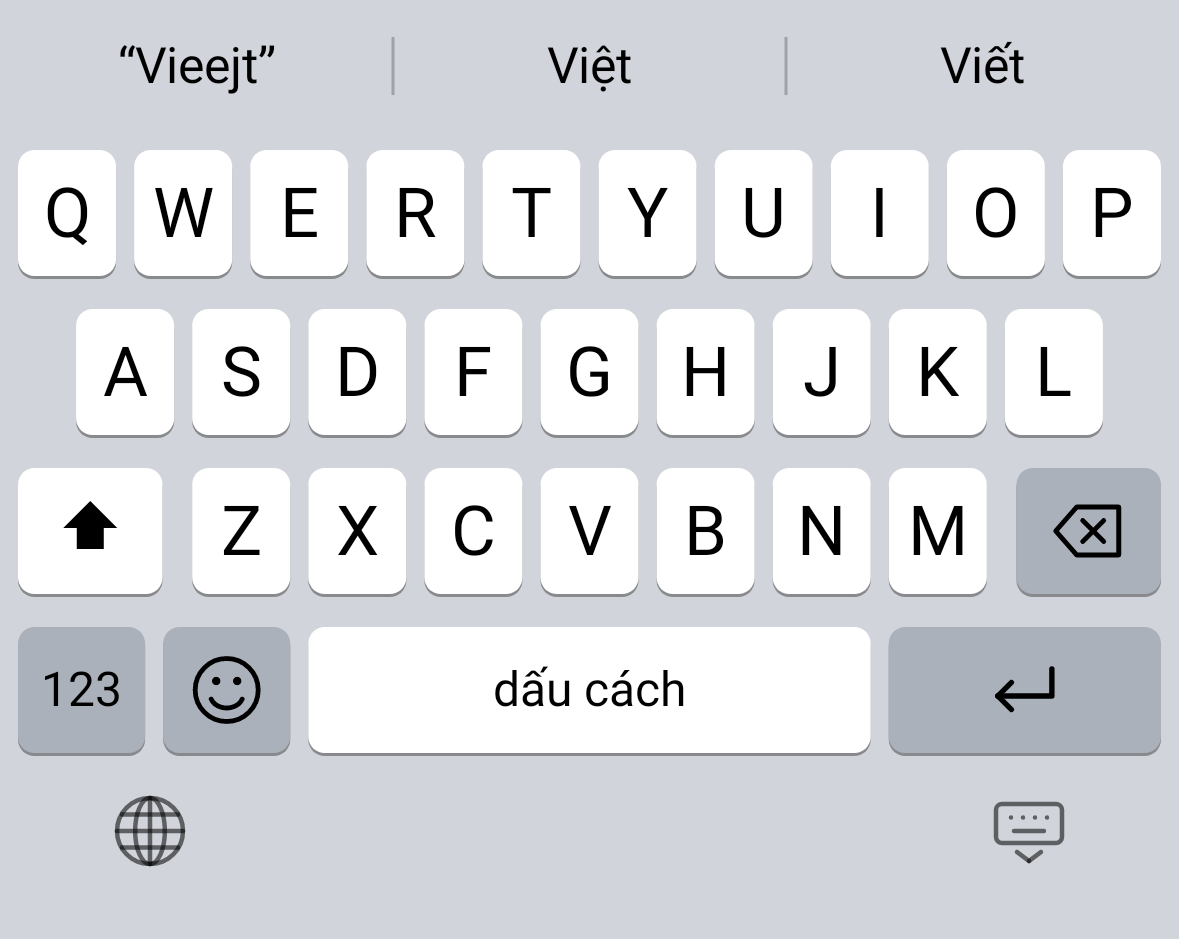 “Vieejt” Việt Viết
Q W E R T Y U I O P
A S D F G H J K L
Z X C V B N M
123 dấu cách